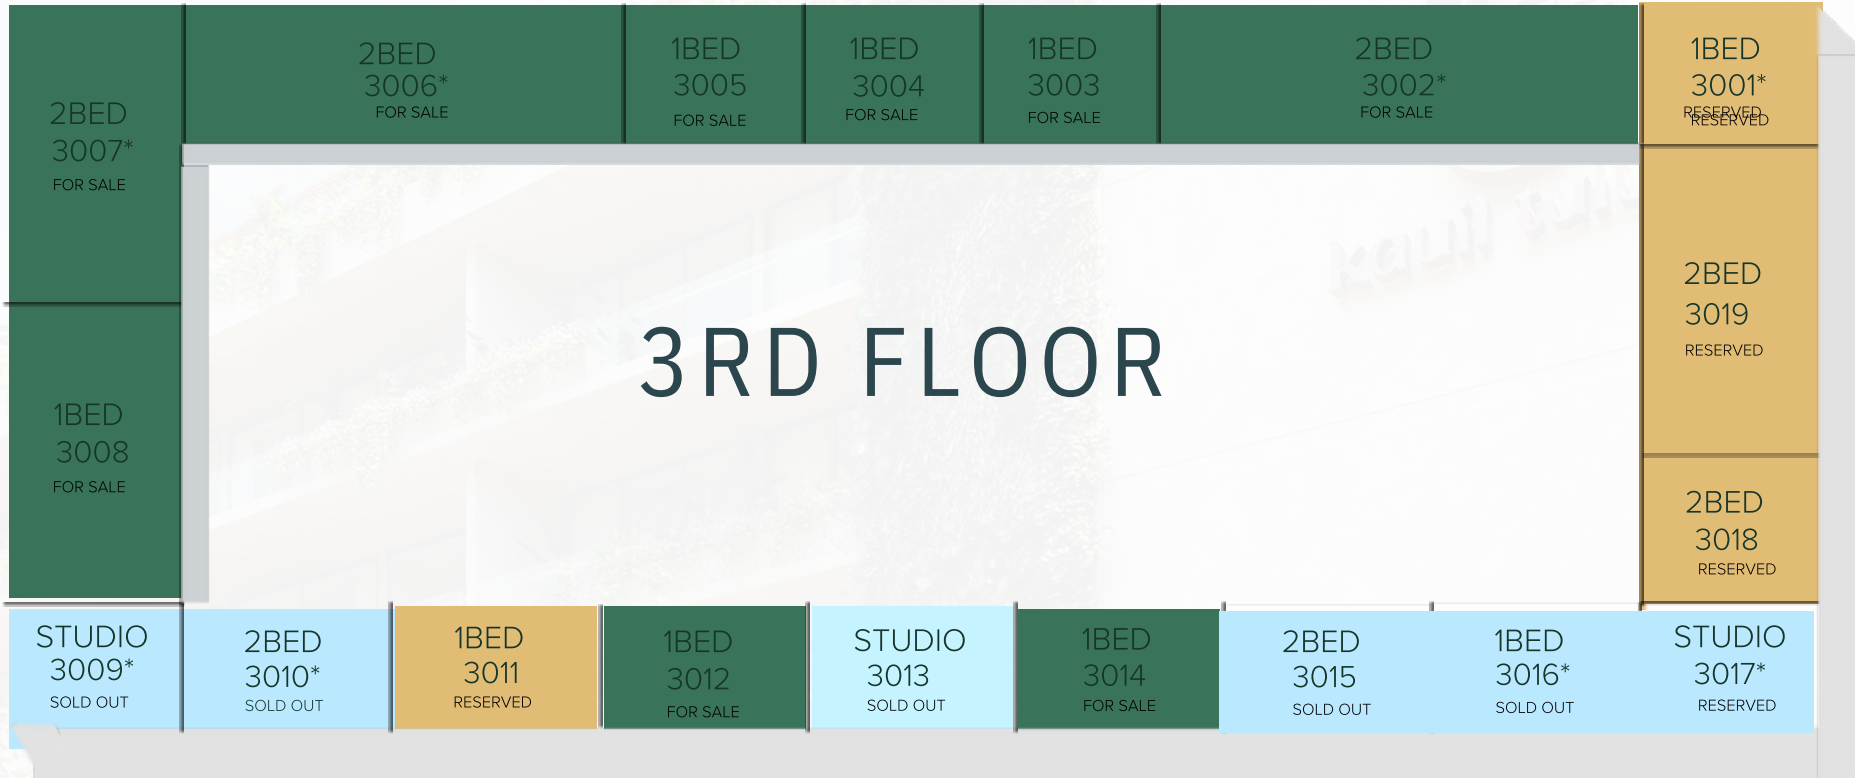 2BED
3007*
FOR SALE
2BED
3006*
FOR SALE
1BED
3005
FOR SALE
1BED
3004
FOR SALE
1BED
3003
FOR SALE
2BED
3002*
FOR SALE
1BED
3001*
RESERVED
RESERVED
2BED
3019
RESERVED
3RD FLOOR
1BED
3008
FOR SALE
2BED
3018
RESERVED
STUDIO
3009*
SOLD OUT
2BED
3010*
SOLD OUT
1BED
3011
RESERVED
1BED
3012
FOR SALE
STUDIO
3013
SOLD OUT
1BED
3014
FOR SALE
2BED
3015
SOLD OUT
1BED
3016*
SOLD OUT
STUDIO
3017*
RESERVED